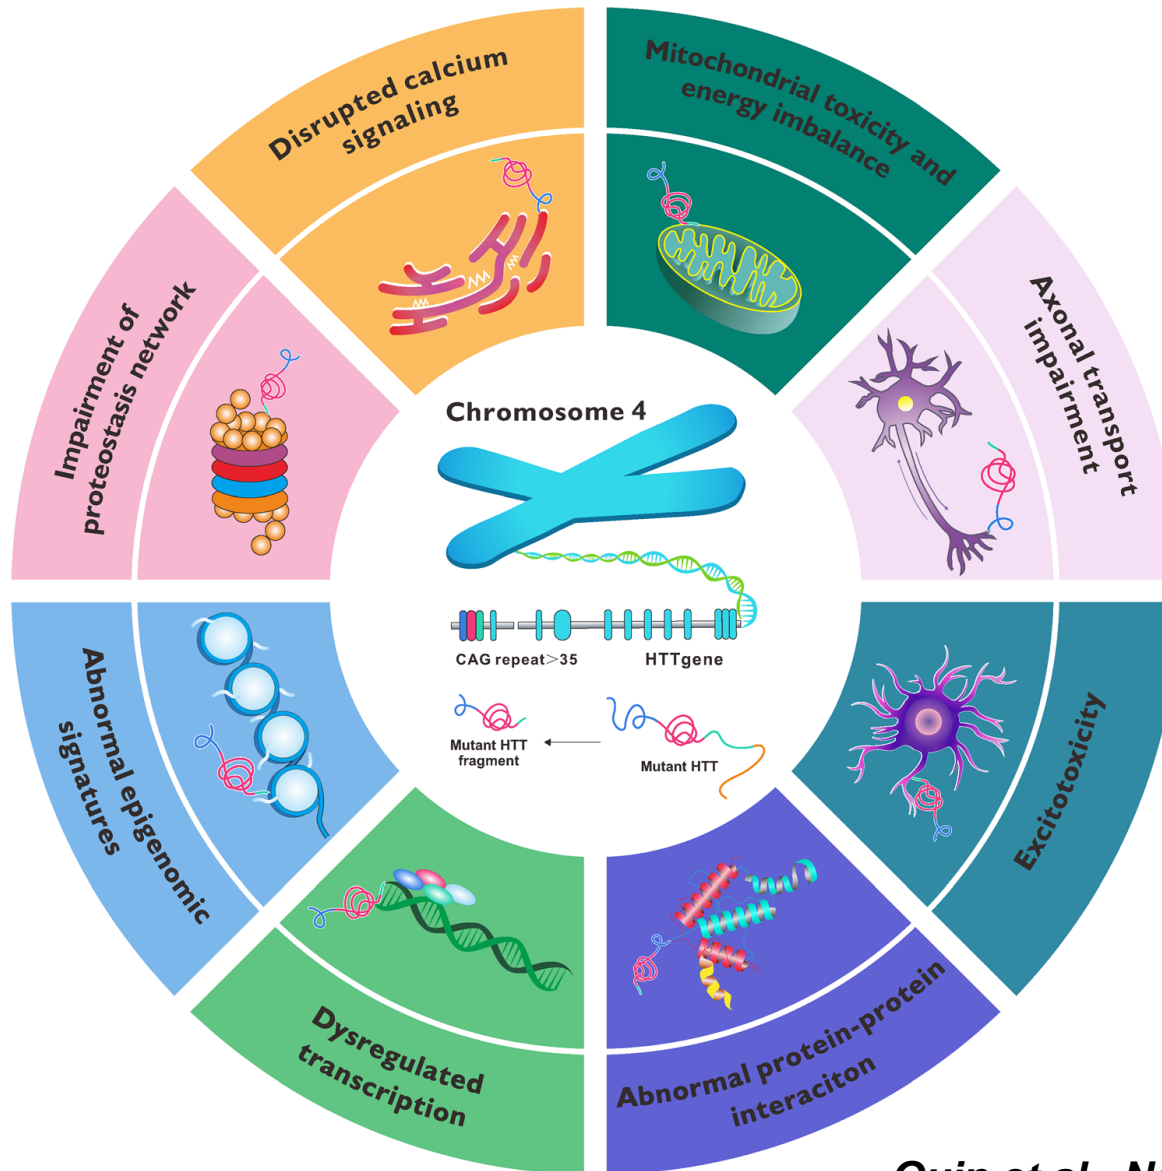 Disrupted calcium
signaling
Mitochondrial toxicity and
energy imbalance
Axonal transport
impairment
Excitotoxicity
Abnormal protein-protein
interaciton
Dysregulated
transcription
Abnormal epigenomic
signatures
Impairment of
proteostasis network
Chromosome 4
CAG repeat>35
HTTgene
Mutant HTT
fragment
Mutant HTT